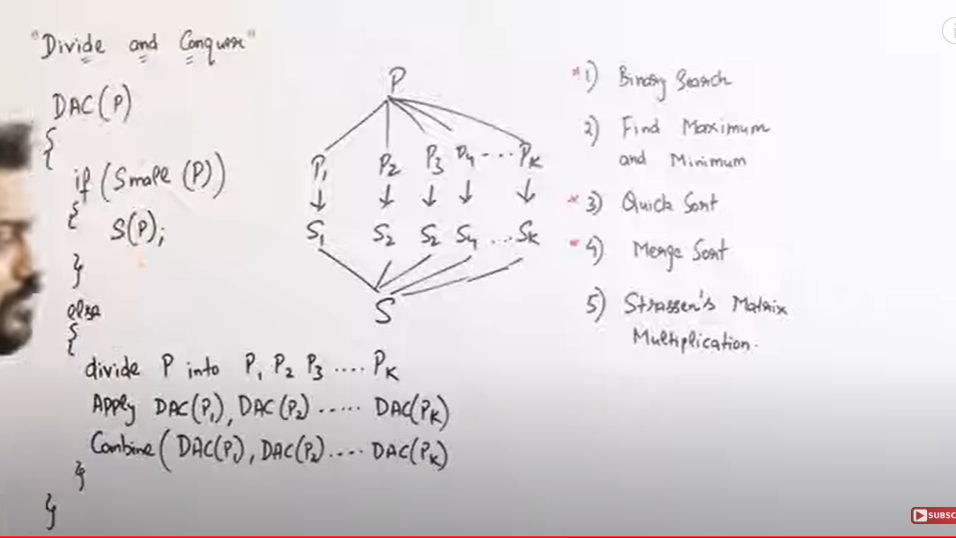 "Divide and Conquer"
DAC(P)
{
if (Small (P))
{
S(P);
}
else
{
divide P into P1 P2 P3 .... PK
Apply DAC(P1), DAC(P2) ..... DAC(PK)
Combine (DAC(P1), DAC(P2) .... DAC(PK)
}
}
P
P1 P2 P3 P4 ... PK
↓ ↓ ↓ ↓ ↓
S1 S2 S2 S4 ... SK
S
*1) Binary Search
2) Find Maximum
and Minimum
*3) Quick Sort
*4) Merge Sort
5) Strassen's Matrix
Multiplication.
i
SUBSC